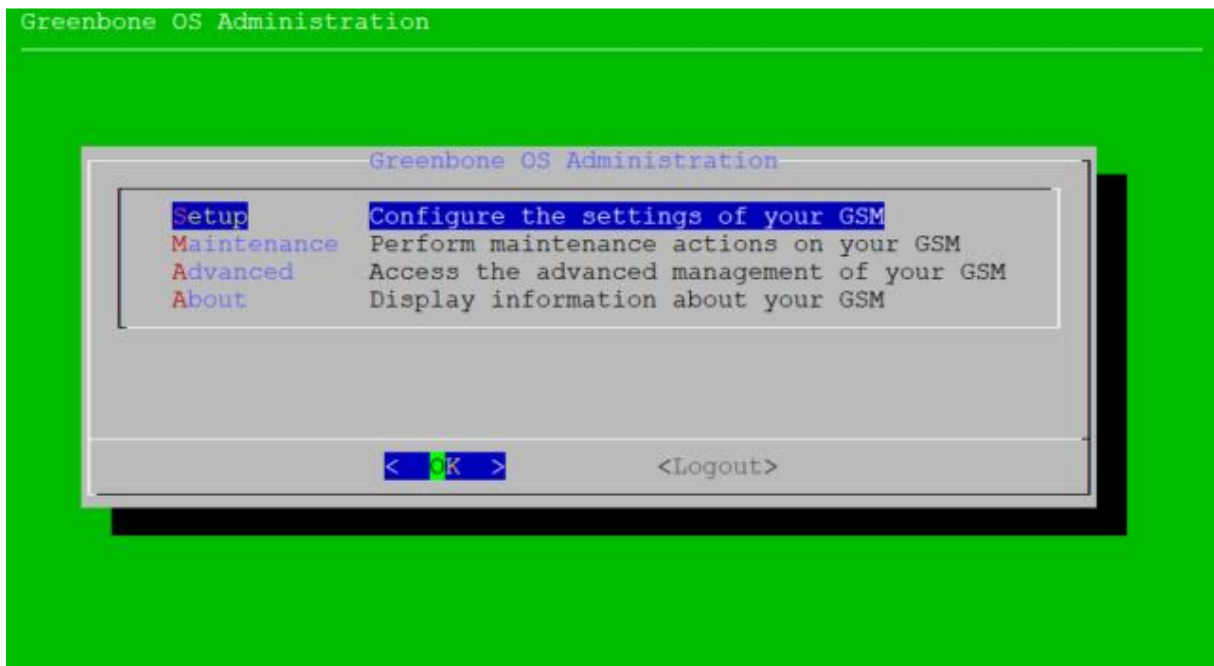 Greenbone OS Administration
Greenbone OS Administration
Setup Configure the settings of your GSM
Maintenance Perform maintenance actions on your GSM
Advanced Access the advanced management of your GSM
About Display information about your GSM
< OK > <Logout>